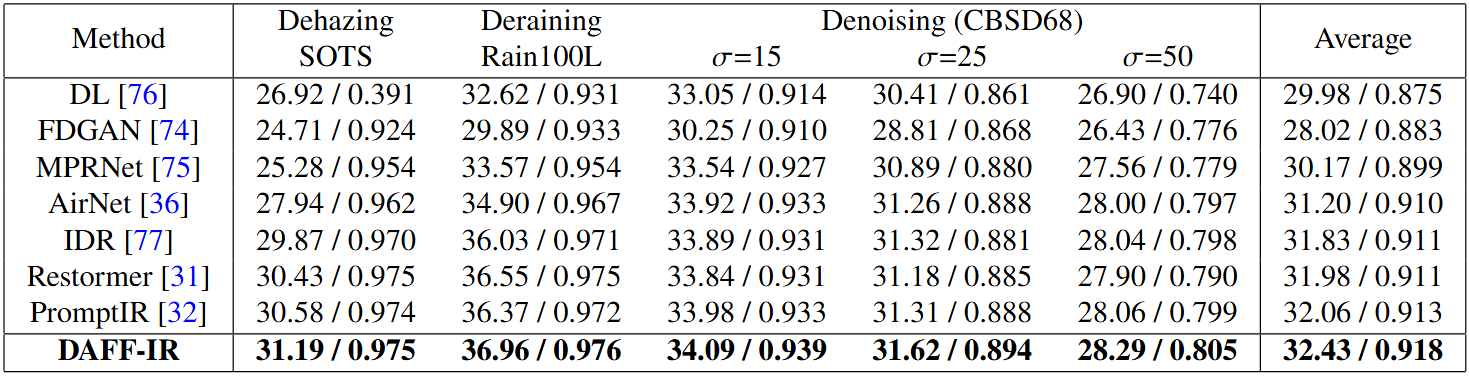 Method Dehazing Deraining Denoising (CBSD68) Average
SOTS Rain100L σ=15 σ=25 σ=50
DL [76] 26.92 / 0.391 32.62 / 0.931 33.05 / 0.914 30.41 / 0.861 26.90 / 0.740 29.98 / 0.875
FDGAN [74] 24.71 / 0.924 29.89 / 0.933 30.25 / 0.910 28.81 / 0.868 26.43 / 0.776 28.02 / 0.883
MPRNet [75] 25.28 / 0.954 33.57 / 0.954 33.54 / 0.927 30.89 / 0.880 27.56 / 0.779 30.17 / 0.899
AirNet [36] 27.94 / 0.962 34.90 / 0.967 33.92 / 0.933 31.26 / 0.888 28.00 / 0.797 31.20 / 0.910
IDR [77] 29.87 / 0.970 36.03 / 0.971 33.89 / 0.931 31.32 / 0.881 28.04 / 0.798 31.83 / 0.911
Restormer [31] 30.43 / 0.975 36.55 / 0.975 33.84 / 0.931 31.18 / 0.885 27.90 / 0.790 31.98 / 0.911
PromptIR [32] 30.58 / 0.974 36.37 / 0.972 33.98 / 0.933 31.31 / 0.888 28.06 / 0.799 32.06 / 0.913
DAFF-IR 31.19 / 0.975 36.96 / 0.976 34.09 / 0.939 31.62 / 0.894 28.29 / 0.805 32.43 / 0.918